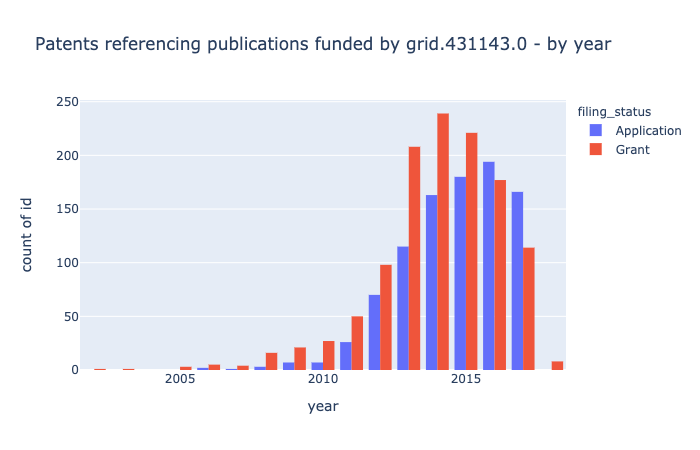 Patents referencing publications funded by grid.431143.0 - by year
250
200
150
100
50
0
count of id
2005
2010
2015
year
filing_status
Application
Grant